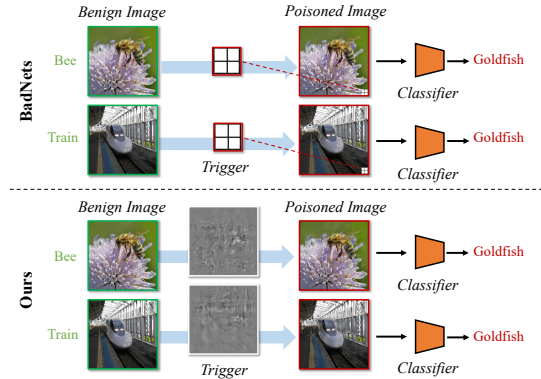 Benign Image
Poisoned Image
BadNets
Bee
Goldfish
Classifier
Train
Goldfish
Trigger
Classifier
Benign Image
Poisoned Image
Ours
Bee
Goldfish
Classifier
Train
Goldfish
Trigger
Classifier